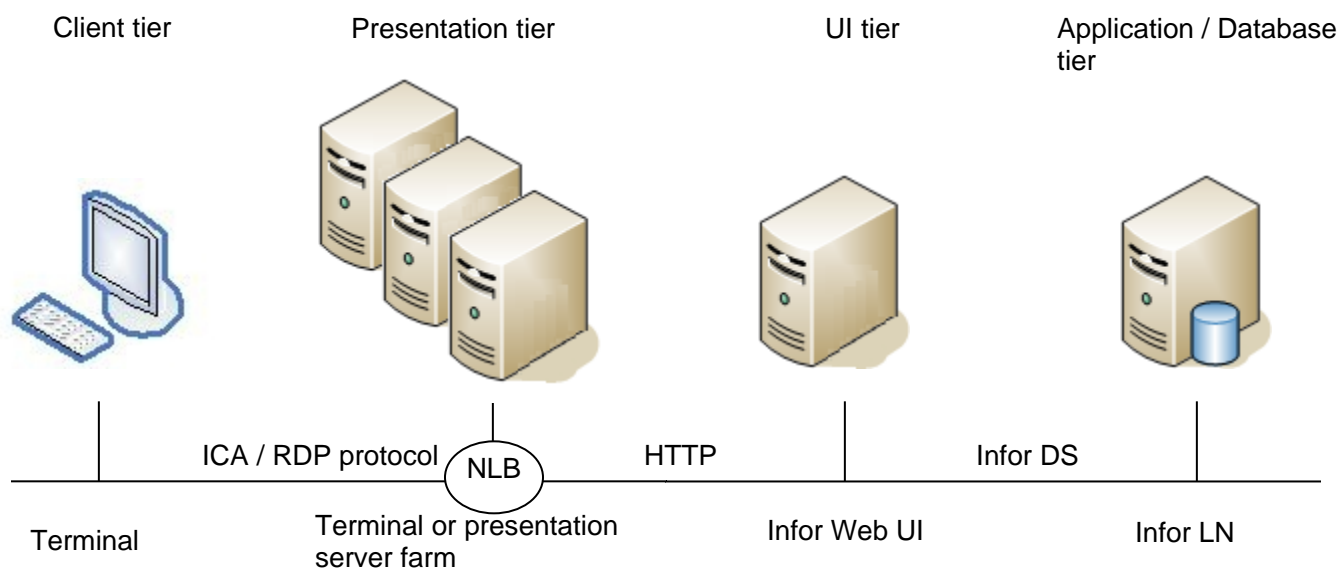 Client tier
Presentation tier
UI tier
Application / Database
tier
ICA / RDP protocol
NLB
HTTP
Infor DS
Terminal
Terminal or presentation
server farm
Infor Web UI
Infor LN